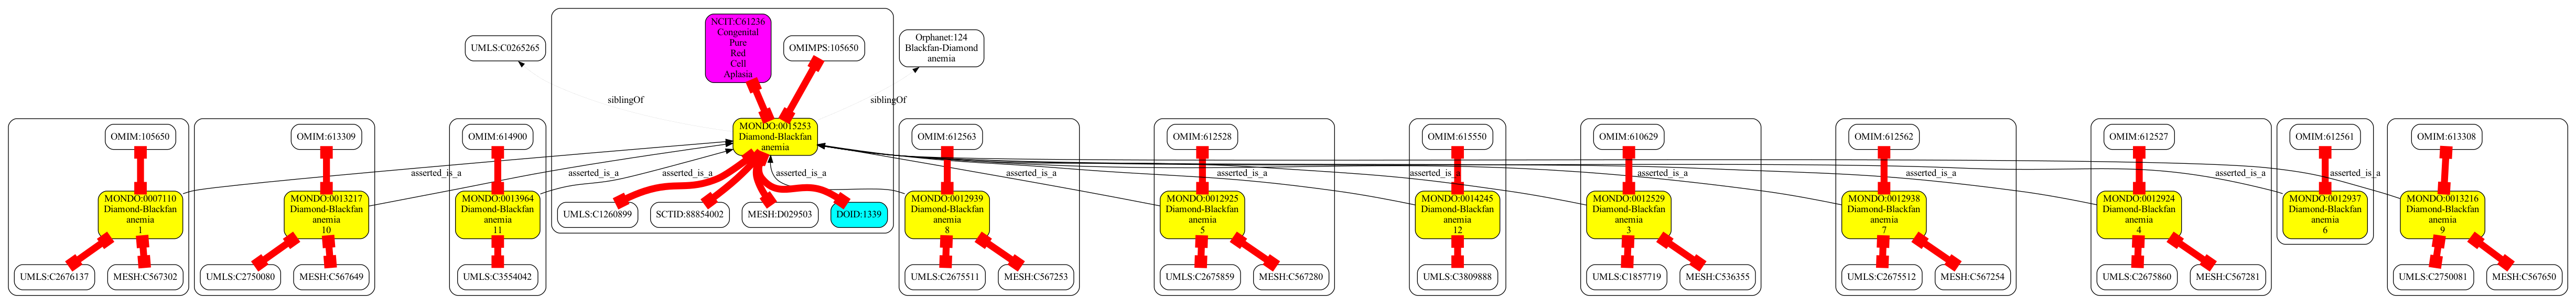 NCIT:C61236
Congenital
Pure
Red
Cell
Aplasia
OMIMPS:105650
UMLS:C0265265
Orphanet:124
Blackfan-Diamond
anemia
siblingOf
siblingOf
OMIM:105650
OMIM:613309
OMIM:614900
MONDO:0015253
Diamond-Blackfan
anemia
OMIM:612563
OMIM:612528
OMIM:615550
OMIM:610629
OMIM:612562
OMIM:612527
OMIM:612561
OMIM:613308
asserted_is_a
asserted_is_a
asserted_is_a
asserted_is_a
asserted_is_a
asserted_is_a
asserted_is_a
asserted_is_a
asserted_is_a
asserted_is_a
asserted_is_a
MONDO:0007110
Diamond-Blackfan
anemia
1
MONDO:0013217
Diamond-Blackfan
anemia
10
MONDO:0013964
Diamond-Blackfan
anemia
11
UMLS:C1260899
SCTID:88854002
MESH:D029503
DOID:1339
MONDO:0012939
Diamond-Blackfan
anemia
8
MONDO:0012925
Diamond-Blackfan
anemia
5
MONDO:0014245
Diamond-Blackfan
anemia
12
MONDO:0012529
Diamond-Blackfan
anemia
3
MONDO:0012938
Diamond-Blackfan
anemia
7
MONDO:0012924
Diamond-Blackfan
anemia
4
MONDO:0012937
Diamond-Blackfan
anemia
6
MONDO:0013216
Diamond-Blackfan
anemia
9
UMLS:C2676137
MESH:C567302
UMLS:C2750080
MESH:C567649
UMLS:C3554042
UMLS:C2675511
MESH:C567253
UMLS:C2675859
MESH:C567280
UMLS:C3809888
UMLS:C1857719
MESH:C536355
UMLS:C2675512
MESH:C567254
UMLS:C2675860
MESH:C567281
UMLS:C2750081
MESH:C567650